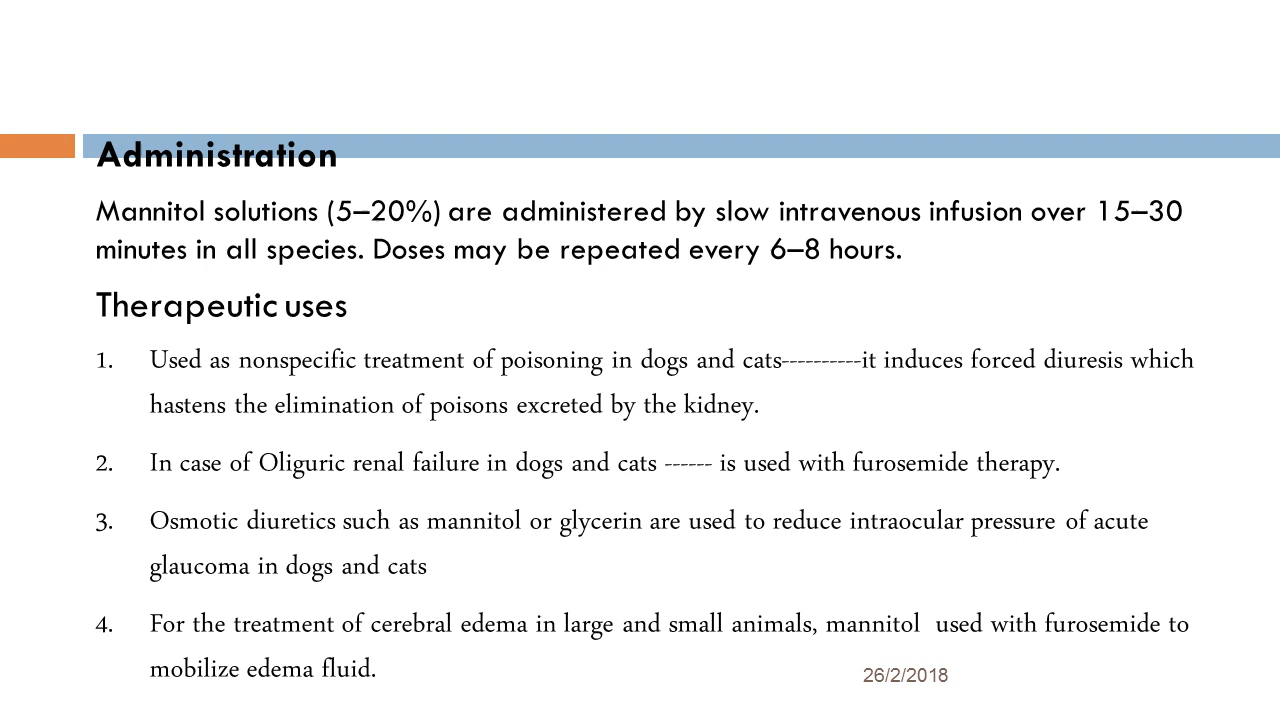 Administration
Mannitol solutions (5–20%) are administered by slow intravenous infusion over 15–30
minutes in all species. Doses may be repeated every 6–8 hours.
Therapeutic uses
1. Used as nonspecific treatment of poisoning in dogs and cats----------it induces forced diuresis which
hastens the elimination of poisons excreted by the kidney.
2. In case of Oliguric renal failure in dogs and cats ------ is used with furosemide therapy.
3. Osmotic diuretics such as mannitol or glycerin are used to reduce intraocular pressure of acute
glaucoma in dogs and cats
4. For the treatment of cerebral edema in large and small animals, mannitol  used with furosemide to
mobilize edema fluid.
26/2/2018